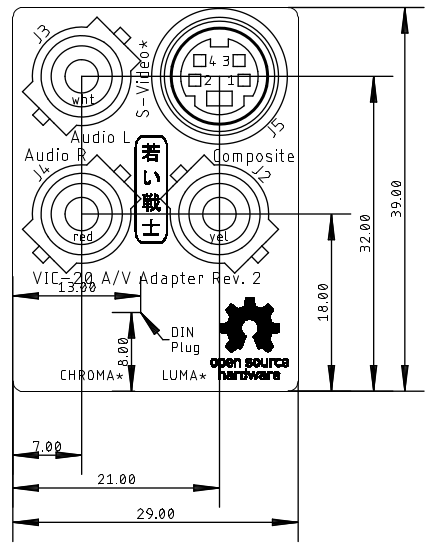 J3
S-Video*
4 3
2 1
wht
J5
Audio L
Audio R
Composite
J4
若い戦士
J2
red
yel
VIC-20 A/V Adapter Rev. 2
13.00
8.00
DIN
Plug
open source
hardware
CHROMA*
LUMA*
18.00
32.00
39.00
7.00
21.00
29.00